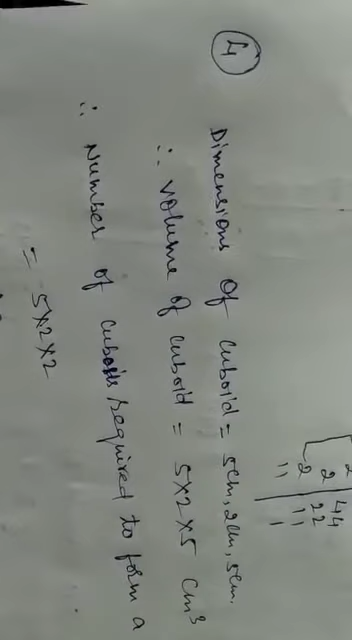 4
Dimensions of cuboid = 5cm, 2cm, 5cm.
∴ volume of cuboid = 5×2×5 cm³
∴ Number of cuboids required to form a
= 5×2×2
2 | 44
2 | 22
11 | 11
1